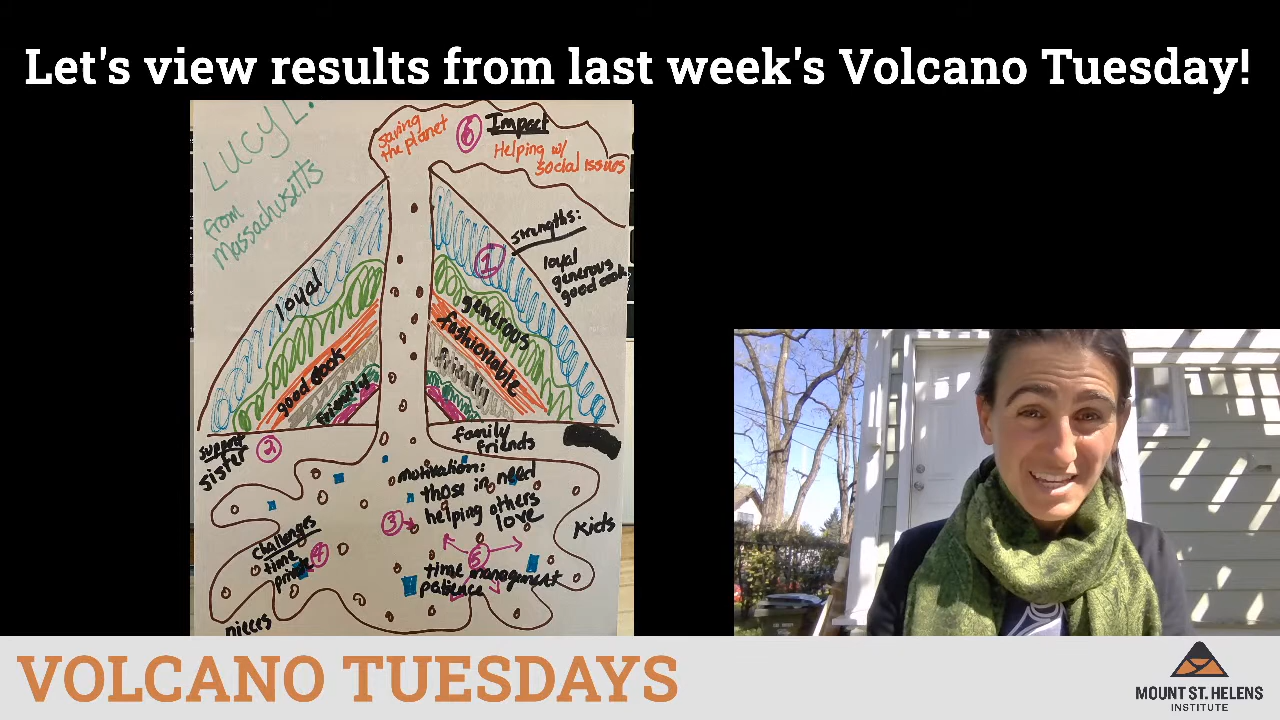 Let's view results from last week's Volcano Tuesday!
LUCY L.
from
Massachusetts
saving
the planet
6
Impact
Helping w/
social issues
strengths:
1
loyal
generous
good cook
loyal
generous
good cook
fashionable
friendly
support
sister
2
family
friends
motivation:
those in need
3
helping others
love
Kids
challenges
time
4
5
time management
patience
nieces
VOLCANO TUESDAYS
MOUNT ST. HELENS
INSTITUTE